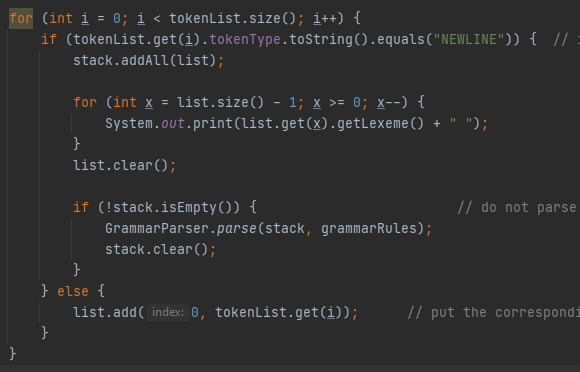 for (int i = 0; i < tokenList.size(); i++) {
if (tokenList.get(i).tokenType.toString().equals("NEWLINE")) { //
stack.addAll(list);
for (int x = list.size() - 1; x >= 0; x--) {
System.out.print(list.get(x).getLexeme() + " ");
}
list.clear();
if (!stack.isEmpty()) { // do not parse
GrammarParser.parse(stack, grammarRules);
stack.clear();
}
} else {
list.add( index: 0, tokenList.get(i)); // put the correspondi
}
}